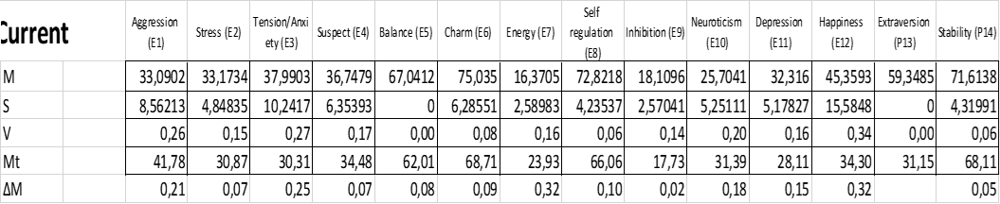 Current Aggression (E1) Stress (E2) Tension/Anxi ety (E3) Suspect (E4) Balance (E5) Charm (E6) Energy (E7) Self regulation (E8) Inhibition (E9) Neuroticism (E10) Depression (E11) Happiness (E12) Extraversion (P13) Stability (P14)
M 33,0902 33,1734 37,9903 36,7479 67,0412 75,035 16,3705 72,8218 18,1096 25,7041 32,316 45,3593 59,3485 71,6138
S 8,56213 4,84835 10,2417 6,35393 0 6,28551 2,58983 4,23537 2,57041 5,25111 5,17827 15,5848 0 4,31991
V 0,26 0,15 0,27 0,17 0,00 0,08 0,16 0,06 0,14 0,20 0,16 0,34 0,00 0,06
Mt 41,78 30,87 30,31 34,48 62,01 68,71 23,93 66,06 17,73 31,39 28,11 34,30 31,15 68,11
ΔM 0,21 0,07 0,25 0,07 0,08 0,09 0,32 0,10 0,02 0,18 0,15 0,32 0,05